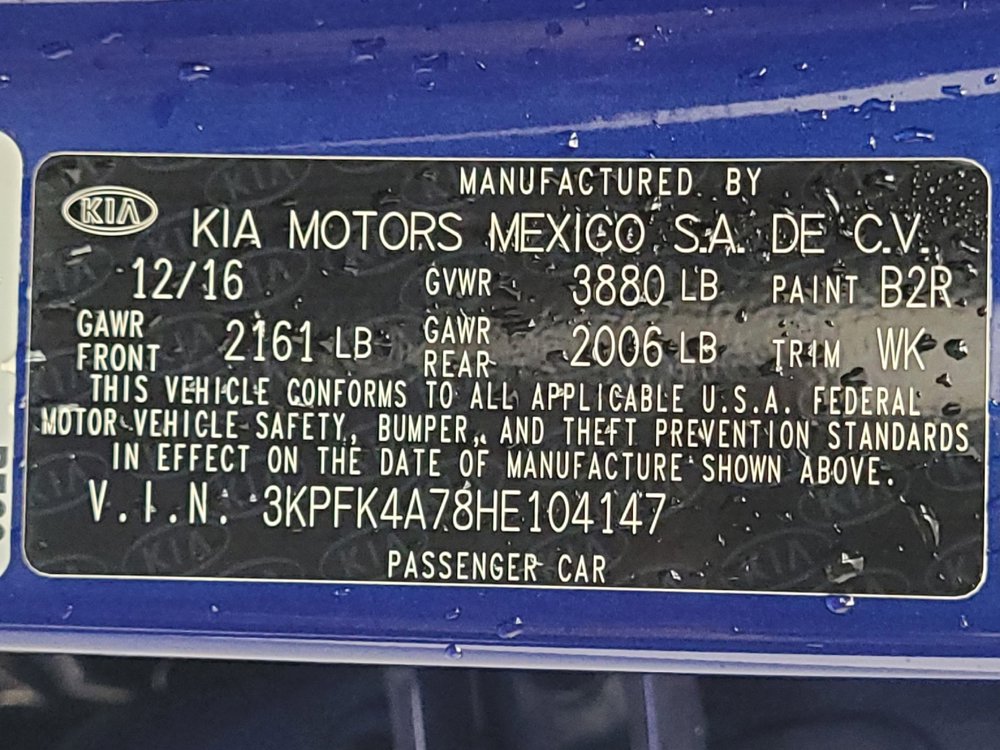 MANUFACTURED BY
KIA KIA MOTORS MEXICO S.A. DE C.V.
12/16 GVWR 3880 LB PAINT B2R
GAWR FRONT 2161 LB GAWR REAR 2006 LB TRIM WK
THIS VEHICLE CONFORMS TO ALL APPLICABLE U.S.A. FEDERAL
MOTOR VEHICLE SAFETY, BUMPER, AND THEFT PREVENTION STANDARDS
IN EFFECT ON THE DATE OF MANUFACTURE SHOWN ABOVE.
V.I.N. 3KPFK4A78HE104147
PASSENGER CAR